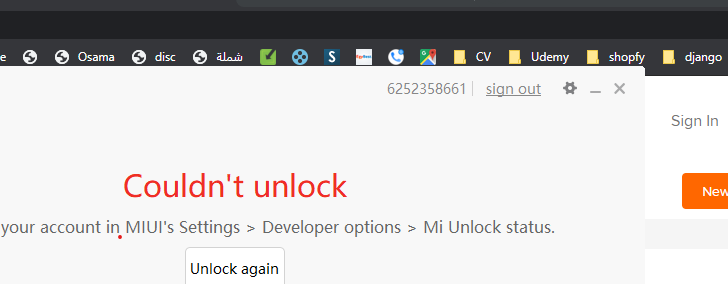 e Osama disc شملة S CV Udemy shopfy django
6252358661 sign out
Sign In
Couldn't unlock
New
your account in MIUI's Settings > Developer options > Mi Unlock status.
Unlock again